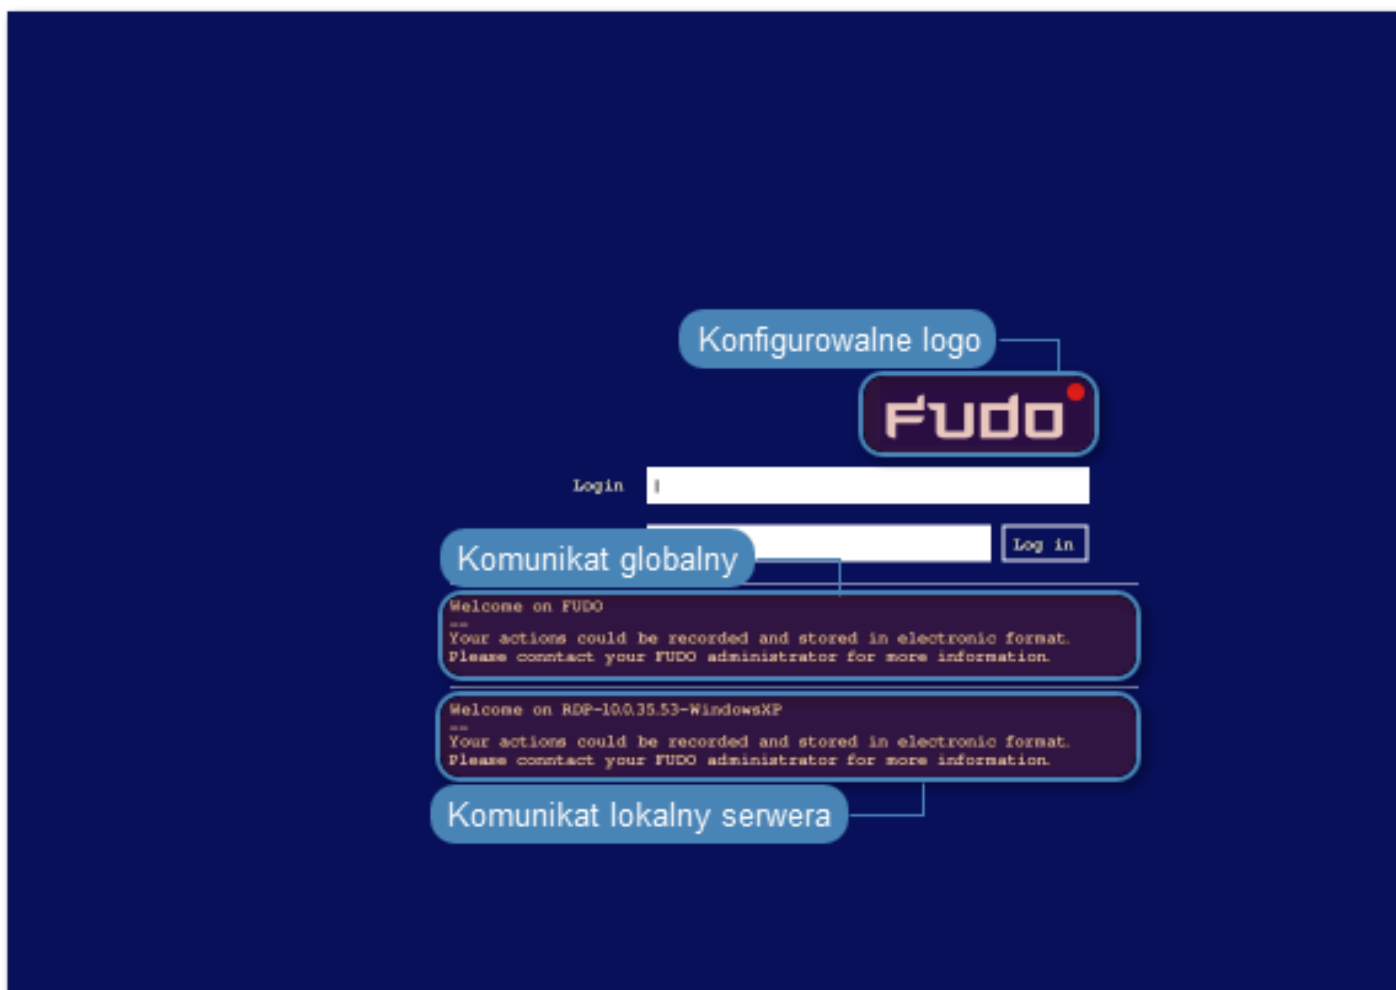 Konfigurowalne logo
FUDO
Login
Log in
Komunikat globalny
Welcome on FUDO
--
Your actions could be recorded and stored in electronic format.
Please conntact your FUDO administrator for more information.
Welcome on RDP-10.0.35.53-WindowsXP
--
Your actions could be recorded and stored in electronic format.
Please conntact your FUDO administrator for more information.
Komunikat lokalny serwera